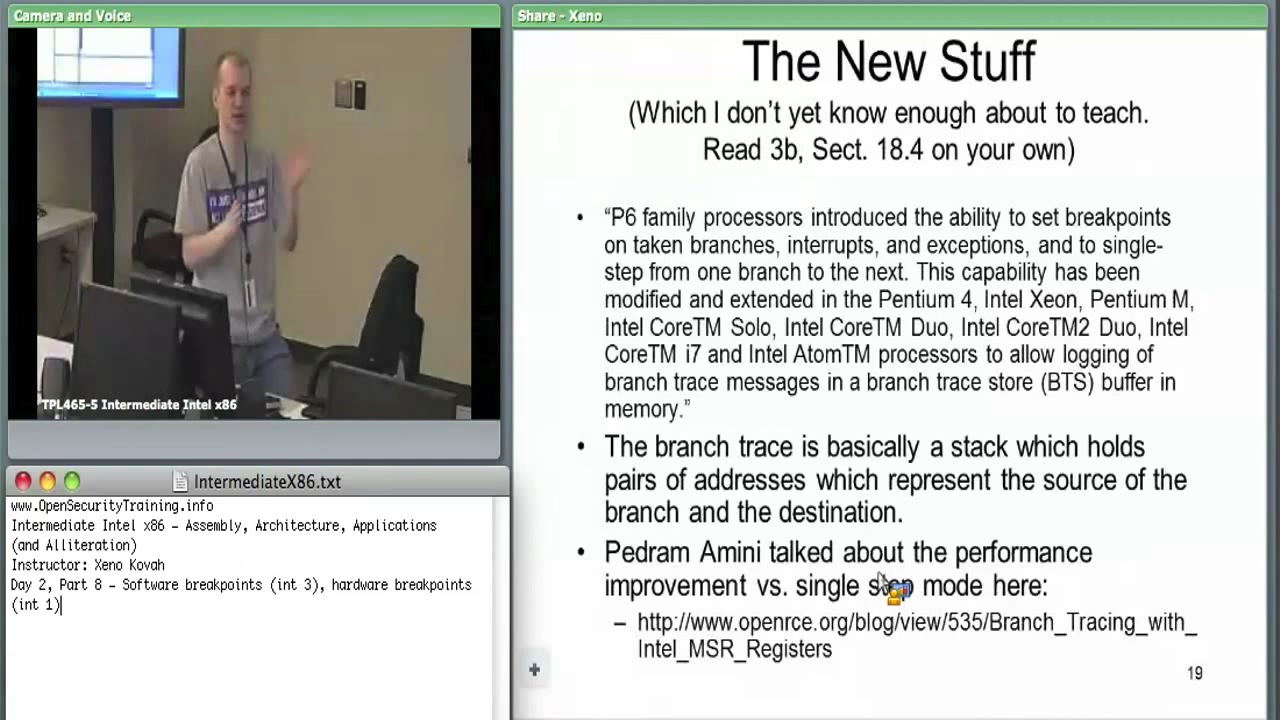 Camera and Voice
TPL465-5 Intermediate Intel x86
IntermediateX86.txt
www.OpenSecurityTraining.info
Intermediate Intel x86 – Assembly, Architecture, Applications
(and Alliteration)
Instructor: Xeno Kovah
Day 2, Part 8 – Software breakpoints (int 3), hardware breakpoints
(int 1)
Share - Xeno
The New Stuff
(Which I don’t yet know enough about to teach.
Read 3b, Sect. 18.4 on your own)
• “P6 family processors introduced the ability to set breakpoints
on taken branches, interrupts, and exceptions, and to single-
step from one branch to the next. This capability has been
modified and extended in the Pentium 4, Intel Xeon, Pentium M,
Intel CoreTM Solo, Intel CoreTM Duo, Intel CoreTM2 Duo, Intel
CoreTM i7 and Intel AtomTM processors to allow logging of
branch trace messages in a branch trace store (BTS) buffer in
memory.”
• The branch trace is basically a stack which holds
pairs of addresses which represent the source of the
branch and the destination.
• Pedram Amini talked about the performance
improvement vs. single step mode here:
– http://www.openrce.org/blog/view/535/Branch_Tracing_with_
Intel_MSR_Registers
19